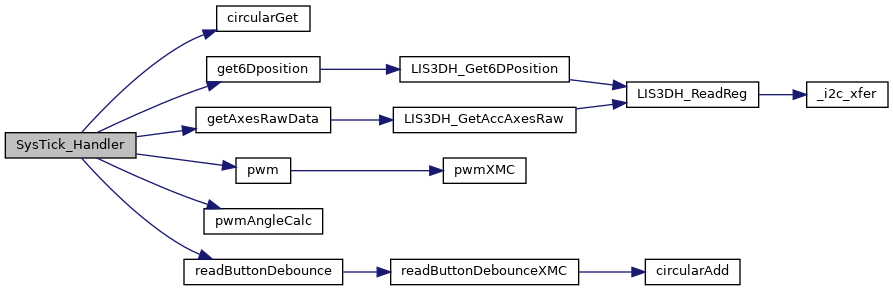 circularGet
get6Dposition
LIS3DH_Get6DPosition
LIS3DH_ReadReg
_i2c_xfer
getAxesRawData
LIS3DH_GetAccAxesRaw
SysTick_Handler
pwm
pwmXMC
pwmAngleCalc
readButtonDebounce
readButtonDebounceXMC
circularAdd